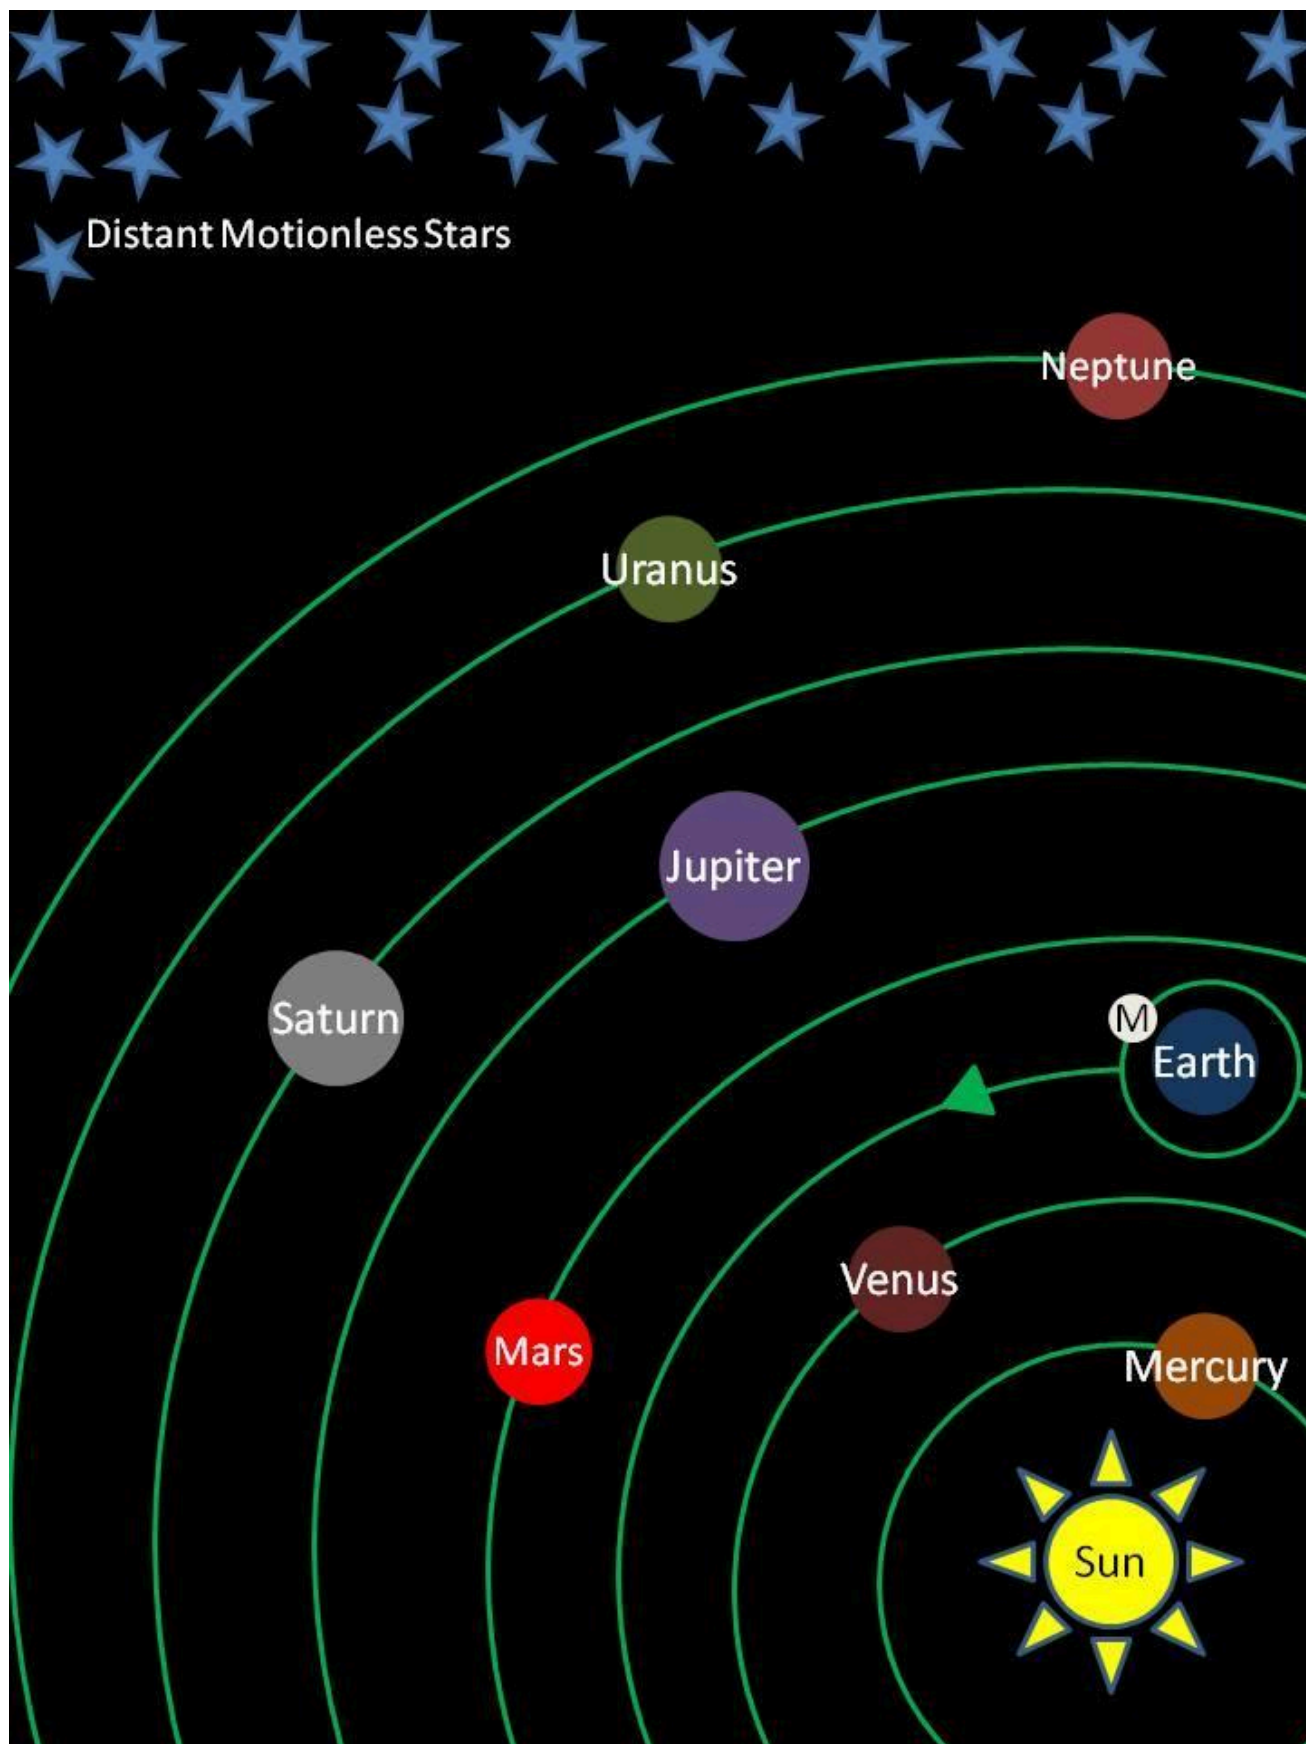 Distant Motionless Stars
Neptune
Uranus
Jupiter
Saturn
M
Earth
Venus
Mars
Mercury
Sun